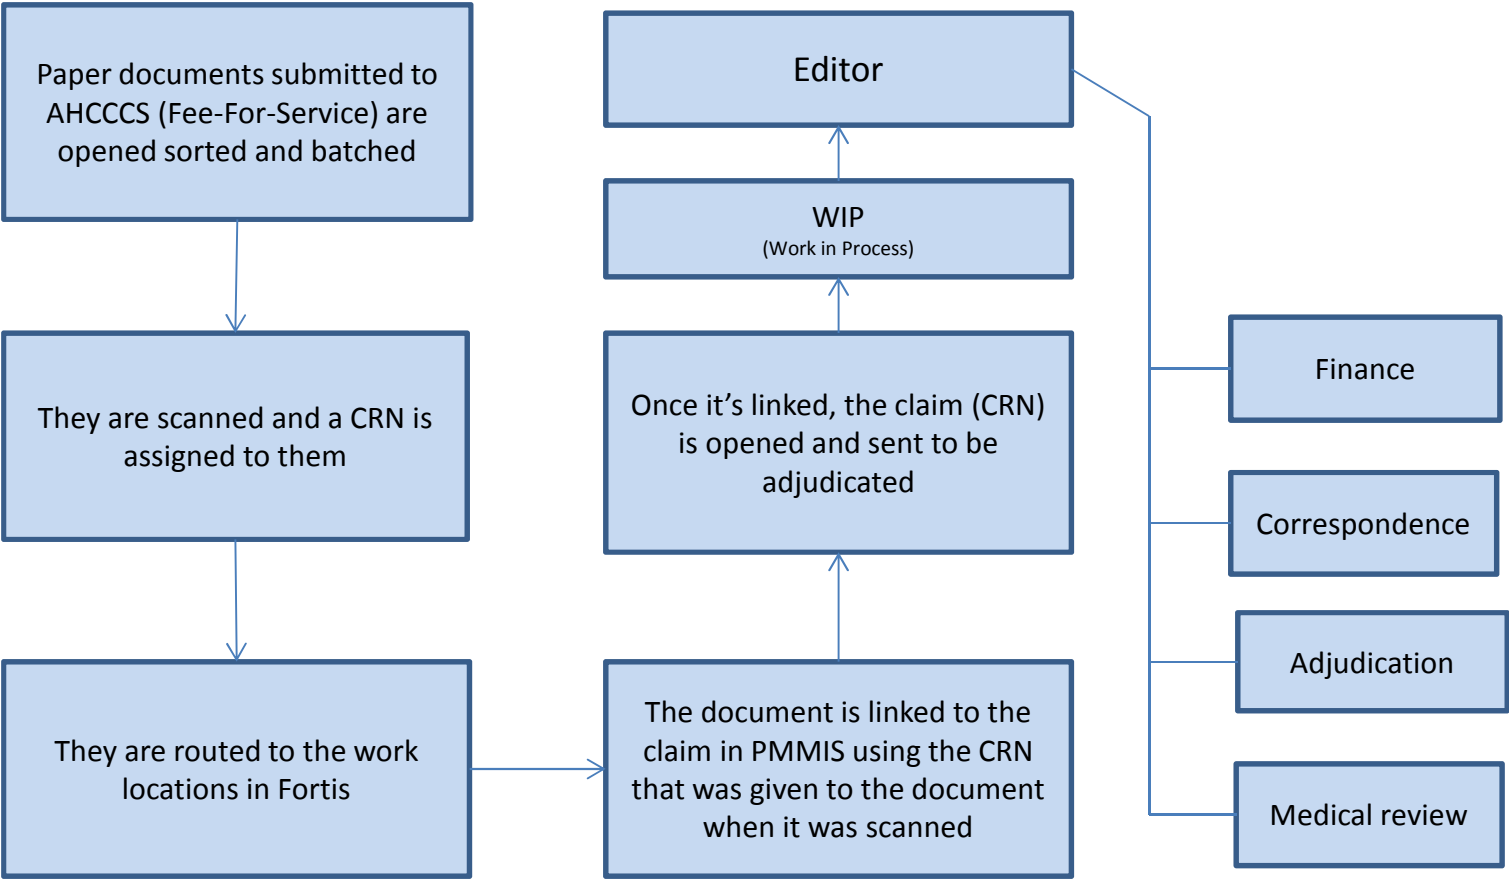 Paper documents submitted to
AHCCCS (Fee-For-Service) are
opened sorted and batched
They are scanned and a CRN is
assigned to them
They are routed to the work
locations in Fortis
The document is linked to the
claim in PMMIS using the CRN
that was given to the document
when it was scanned
Once it’s linked, the claim (CRN)
is opened and sent to be
adjudicated
WIP
(Work in Process)
Editor
Finance
Correspondence
Adjudication
Medical review